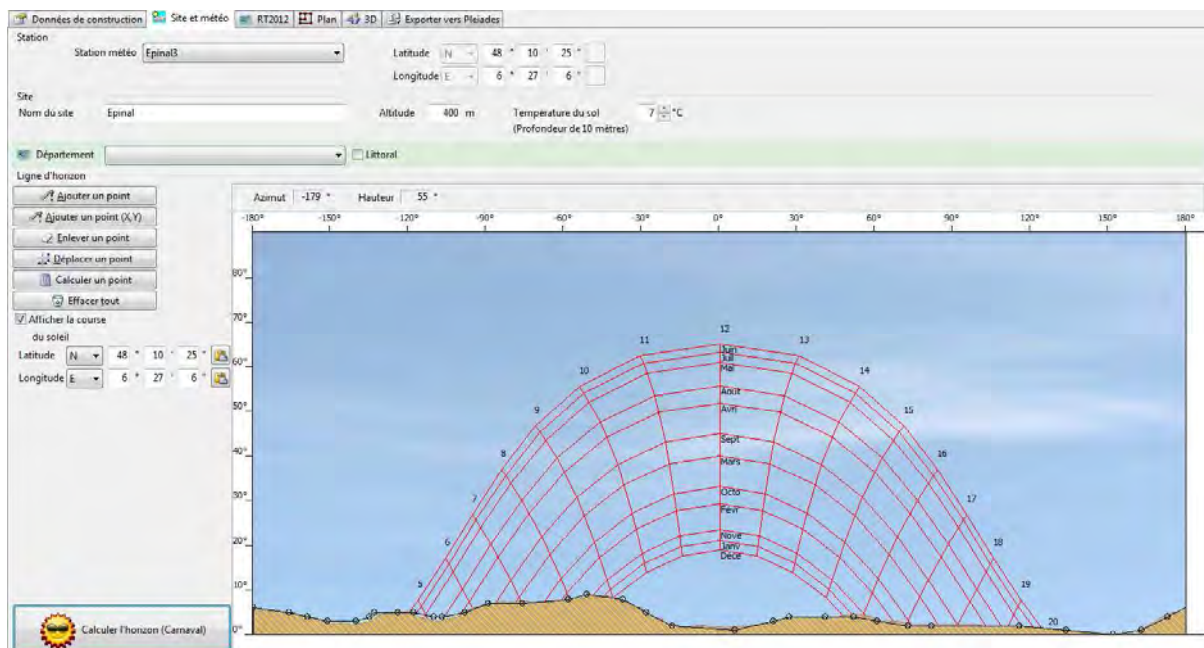 Données de construction Site et météo RT2012 Plan 3D Exporter vers Pleiades
Station
Station météo Epinal3 Latitude N 48 ° 10 ' 25 "
Longitude E 6 ° 27 ' 6 "
Site
Nom du site Epinal Altitude 400 m Température du sol 7 °C
(Profondeur de 10 mètres)
Département Littoral
Ligne d'horizon
Ajouter un point Azimut -179 ° Hauteur 55 °
Ajouter un point (X,Y)
Enlever un point
Déplacer un point
Calculer un point
Effacer tout
Afficher la course
du soleil
Latitude N 48 ° 10 ' 25 "
Longitude E 6 ° 27 ' 6 "
Calculer l'horizon (Carnaval)
-180° -150° -120° -90° -60° -30° 0° 30° 60° 90° 120° 150° 180°
80°
70°
60°
50°
40°
30°
20°
10°
0°
5
6
7
8
9
10
11
12
13
14
15
16
17
18
19
20
Juin
Juil
Mai
Aout
Avri
Sept
Mars
Octo
Févr
Nove
Janv
Déce